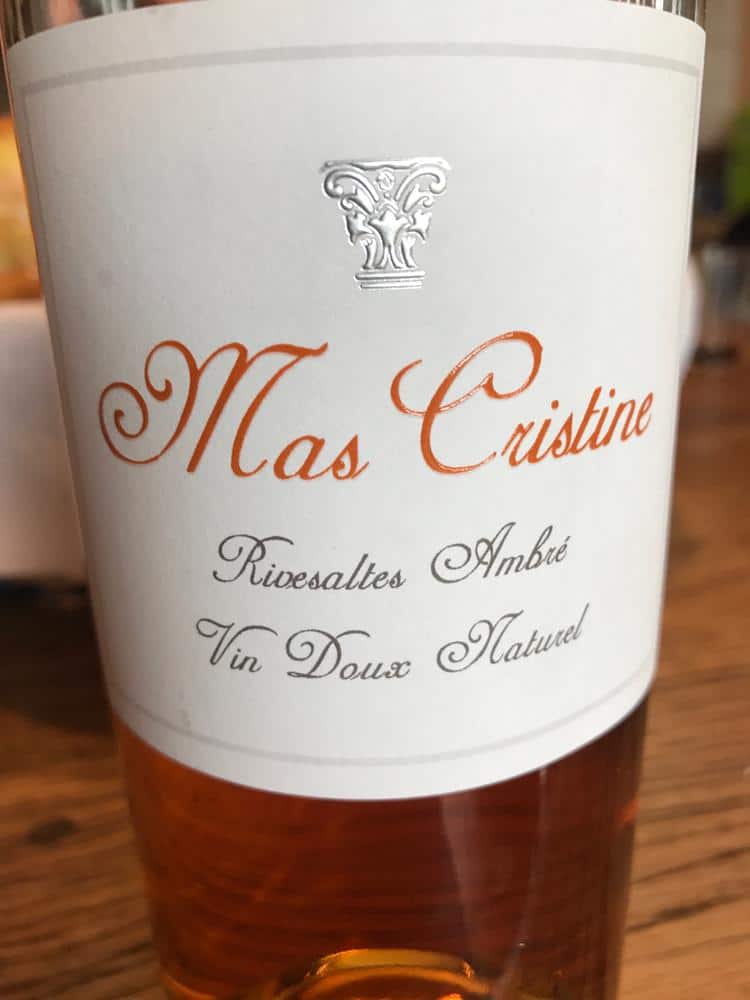 Mas Cristine
Rivesaltes Ambré
Vin Doux Naturel